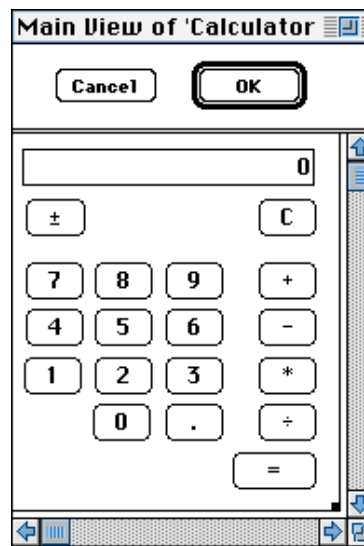 Main View of 'Calculator
Cancel OK
0
± C
7 8 9 +
4 5 6 -
1 2 3 *
0 . ÷
=